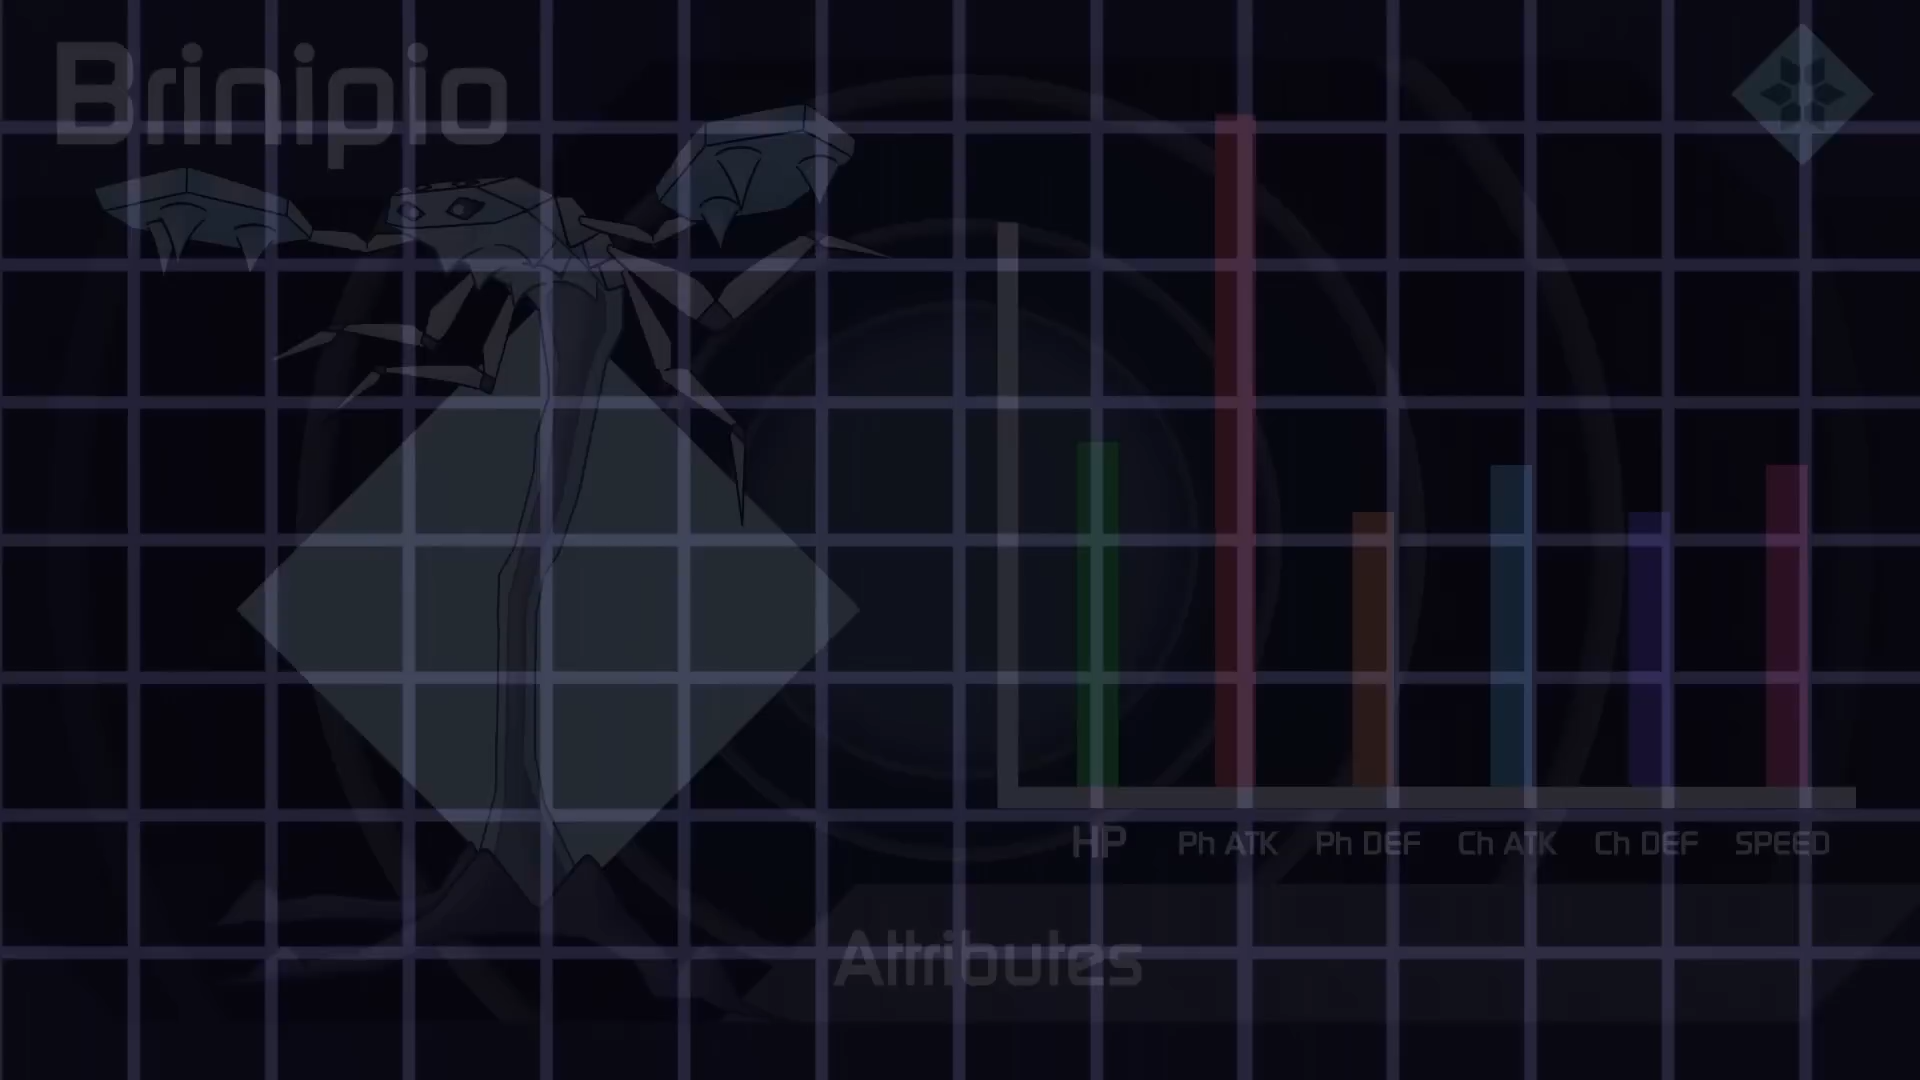 Brinipio
HP Ph ATK Ph DEF Ch ATK Ch DEF SPEED
Attributes